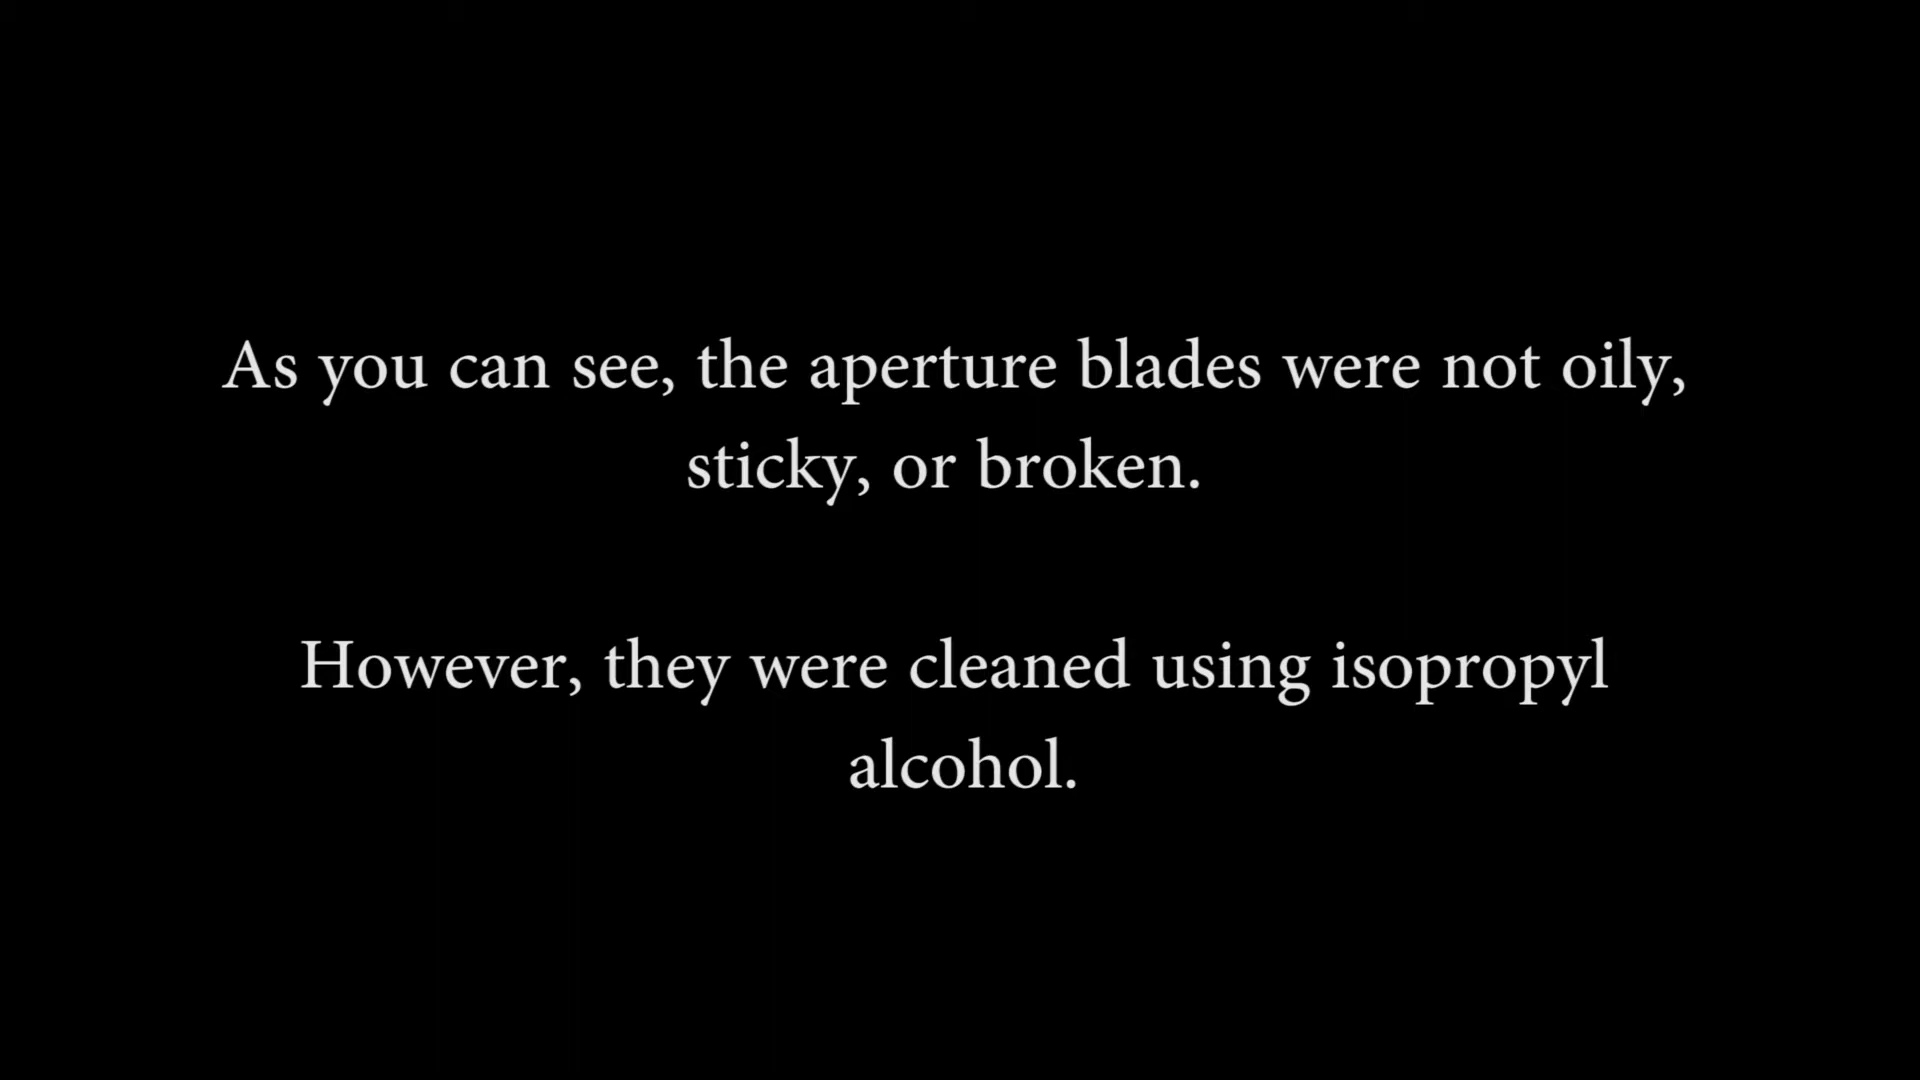 As you can see, the aperture blades were not oily,
sticky, or broken.
However, they were cleaned using isopropyl
alcohol.